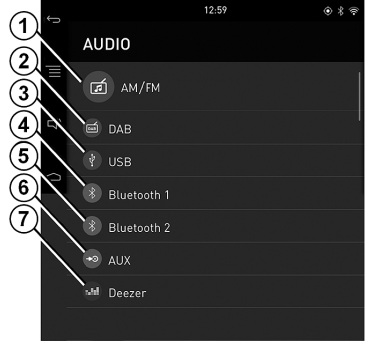 12:59
AUDIO
1
AM/FM
2
DAB
DAB
3
USB
4
Bluetooth 1
5
Bluetooth 2
6
AUX
7
Deezer